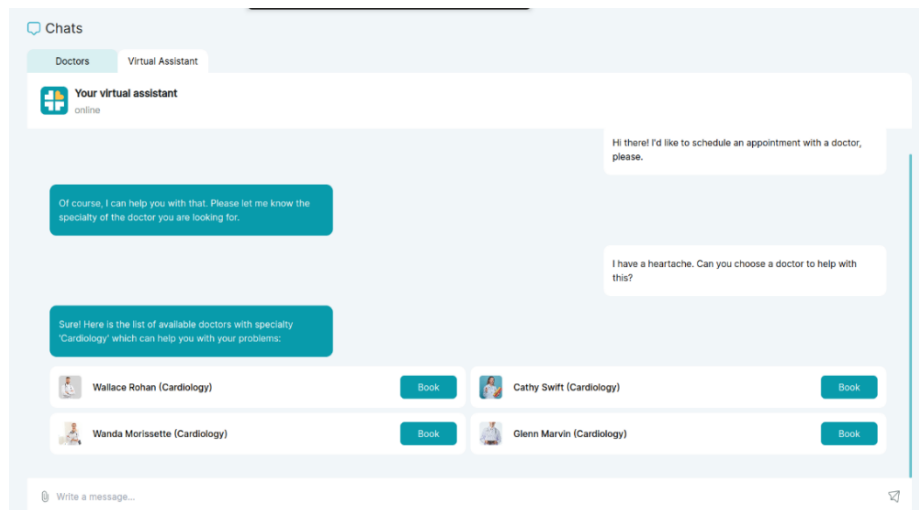 Chats
Doctors
Virtual Assistant
Your virtual assistant
online
Hi there! I'd like to schedule an appointment with a doctor,
please.
Of course, I can help you with that. Please let me know the
specialty of the doctor you are looking for.
I have a heartache. Can you choose a doctor to help with
this?
Sure! Here is the list of available doctors with specialty
'Cardiology' which can help you with your problems:
Wallace Rohan (Cardiology)
Book
Cathy Swift (Cardiology)
Book
Wanda Morissette (Cardiology)
Book
Glenn Marvin (Cardiology)
Book
Write a message...